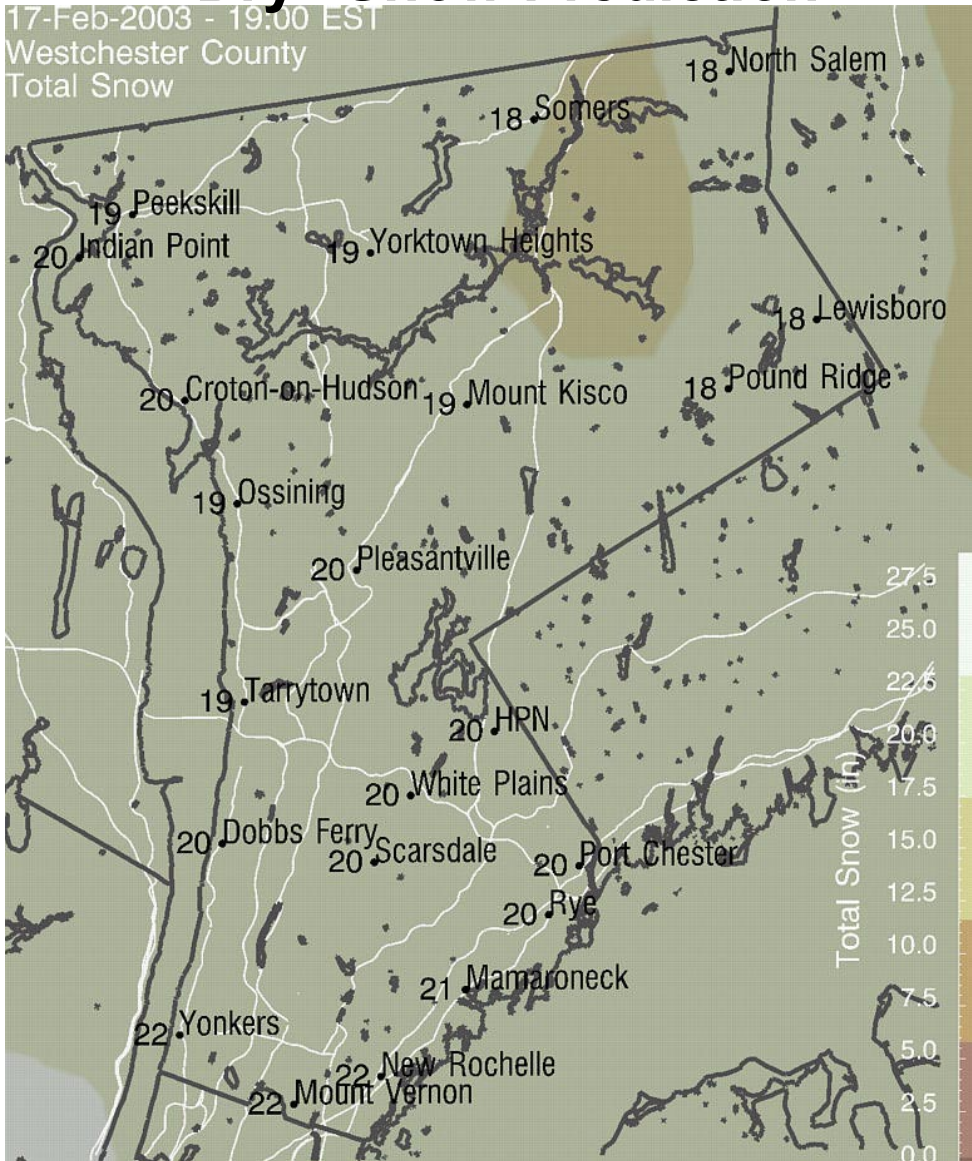 17-Feb-2003 - 19:00 EST
Westchester County
Total Snow
18 North Salem
18 Somers
19 Peekskill
20 Indian Point
19 Yorktown Heights
18 Lewisboro
18 Pound Ridge
20 Croton-on-Hudson
19 Mount Kisco
19 Ossining
20 Pleasantville
19 Tarrytown
20 HPN
20 White Plains
20 Dobbs Ferry
20 Scarsdale
20 Port Chester
20 Rye
21 Mamaroneck
22 Yonkers
22 New Rochelle
22 Mount Vernon
Total Snow (in)
27.5
25.0
22.5
20.0
17.5
15.0
12.5
10.0
7.5
5.0
2.5
0.0